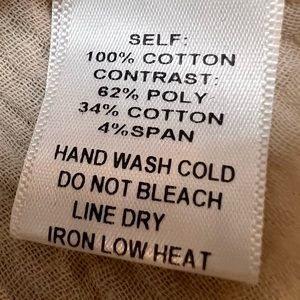 SELF:
100% COTTON
CONTRAST:
62% POLY
34% COTTON
4%SPAN
HAND WASH COLD
DO NOT BLEACH
LINE DRY
IRON LOW HEAT